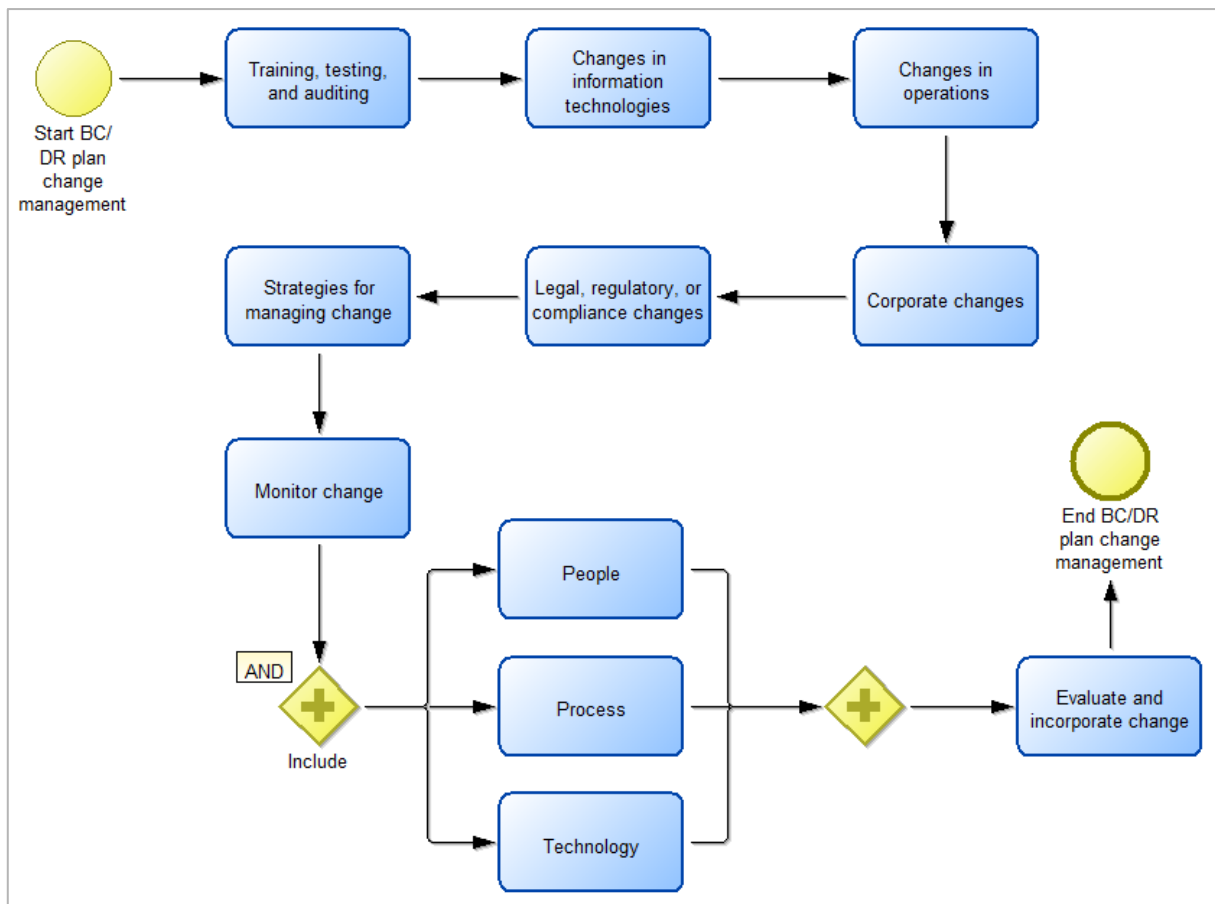 Start BC/
DR plan
change
management
Training, testing,
and auditing
Changes in
information
technologies
Changes in
operations
Corporate changes
Legal, regulatory, or
compliance changes
Strategies for
managing change
Monitor change
AND
Include
People
Process
Technology
Evaluate and
incorporate change
End BC/DR
plan change
management